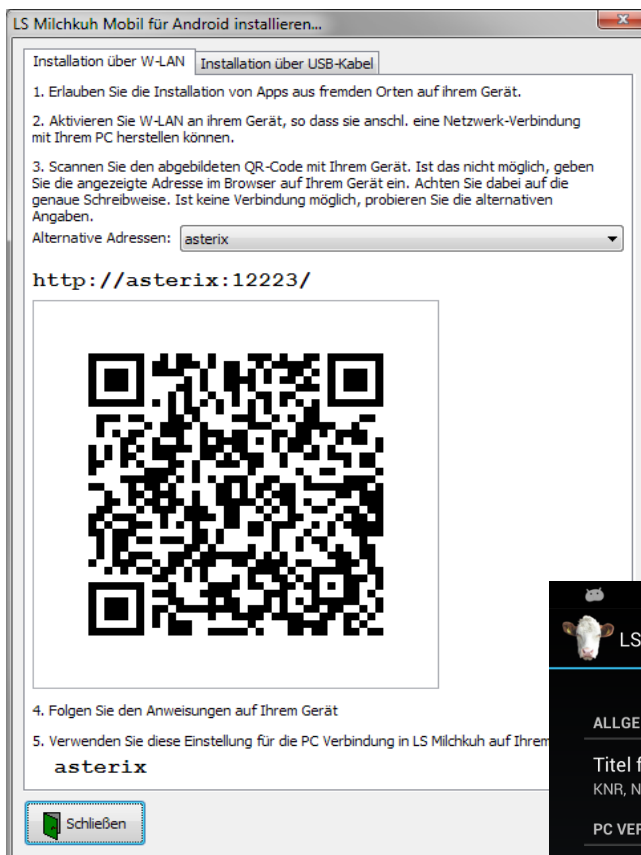 LS Milchkuh Mobil für Android installieren...
Installation über W-LAN
Installation über USB-Kabel
1. Erlauben Sie die Installation von Apps aus fremden Orten auf ihrem Gerät.
2. Aktivieren Sie W-LAN an ihrem Gerät, so dass sie anschl. eine Netzwerk-Verbindung
mit Ihrem PC herstellen können.
3. Scannen Sie den abgebildeten QR-Code mit Ihrem Gerät. Ist das nicht möglich, geben
Sie die angezeigte Adresse im Browser auf Ihrem Gerät ein. Achten Sie dabei auf die
genaue Schreibweise. Ist keine Verbindung möglich, probieren Sie die alternativen
Angaben.
Alternative Adressen: asterix
http://asterix:12223/
4. Folgen Sie den Anweisungen auf Ihrem Gerät
5. Verwenden Sie diese Einstellung für die PC Verbindung in LS Milchkuh auf Ihrem
asterix
Schließen
LS
ALLGE
Titel f
KNR, N
PC VER